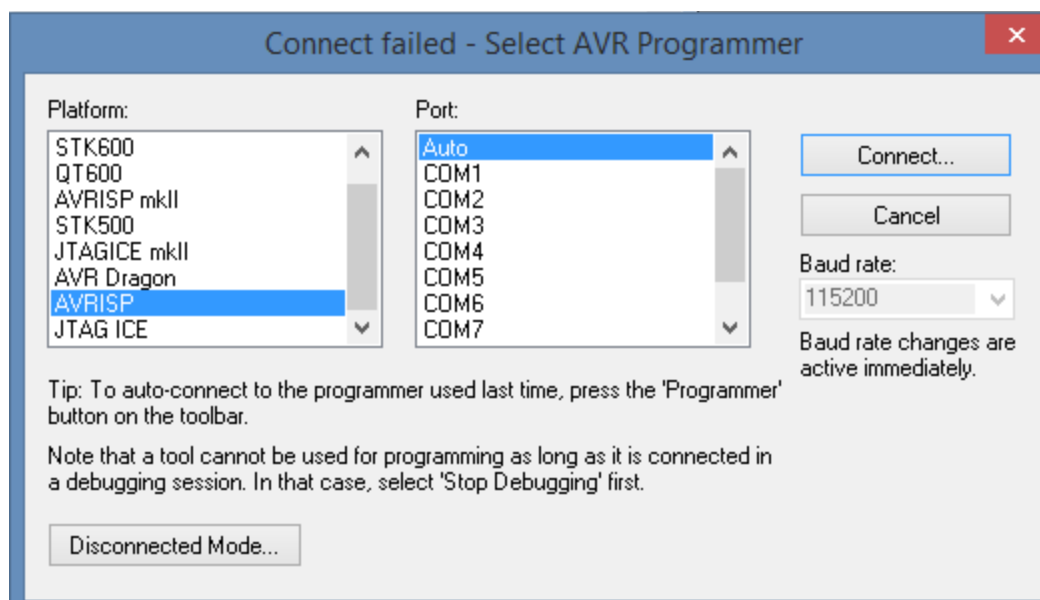 Connect failed - Select AVR Programmer
Platform:
STK600
QT600
AVRISP mkII
STK500
JTAGICE mkII
AVR Dragon
AVRISP
JTAG ICE
Port:
Auto
COM1
COM2
COM3
COM4
COM5
COM6
COM7
Connect...
Cancel
Baud rate:
115200
Baud rate changes are
active immediately.
Tip: To auto-connect to the programmer used last time, press the 'Programmer'
button on the toolbar.
Note that a tool cannot be used for programming as long as it is connected in
a debugging session. In that case, select 'Stop Debugging' first.
Disconnected Mode...